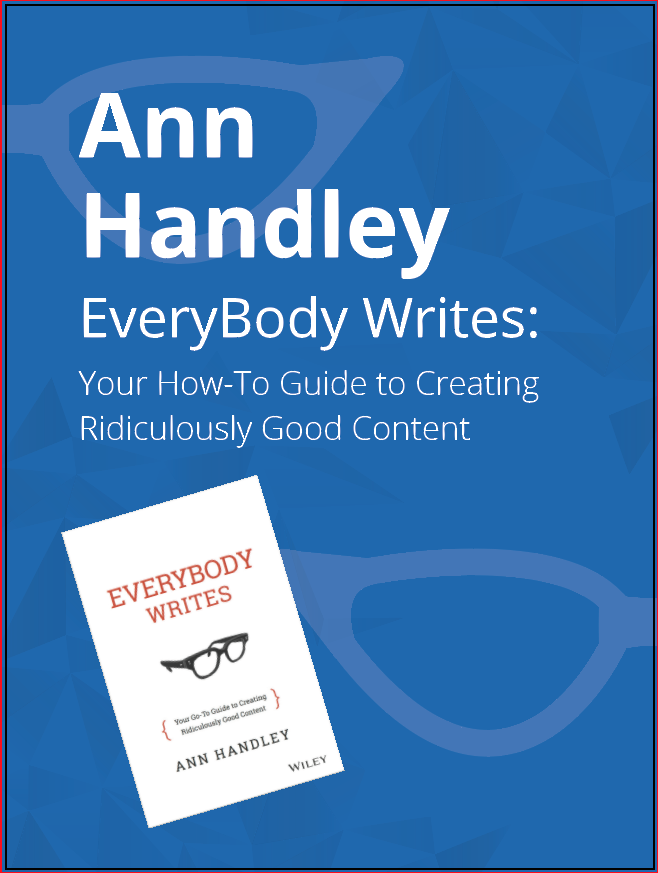 Ann
Handley
EveryBody Writes:
Your How-To Guide to Creating
Ridiculously Good Content
EVERYBODY
WRITES
{ Your Go-To Guide to Creating
Ridiculously Good Content }
ANN HANDLEY
WILEY